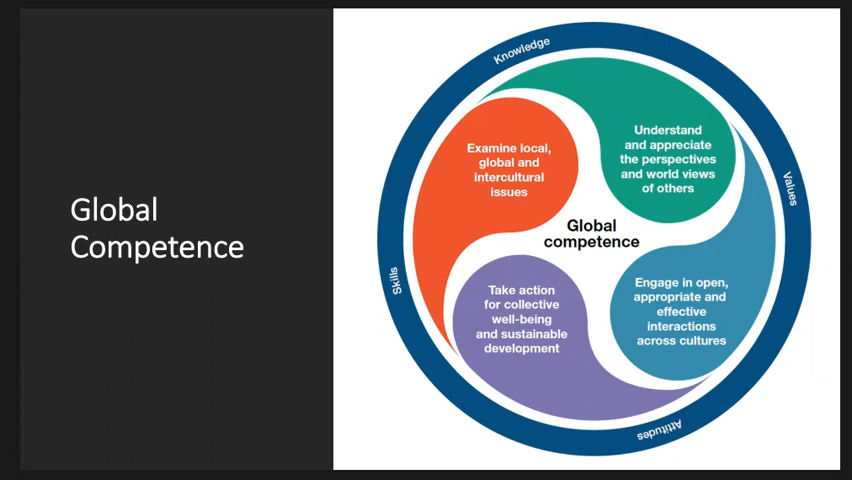 Global
Competence
Knowledge
Examine local,
global and
intercultural
issues
Understand
and appreciate
the perspectives
and world views
of others
Values
Global
competence
Skills
Take action
for collective
well-being
and sustainable
development
Engage in open,
appropriate and
effective
interactions
across cultures
Attitudes